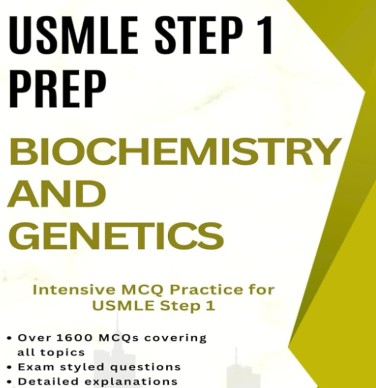 USMLE STEP 1
PREP
BIOCHEMISTRY
AND
GENETICS
Intensive MCQ Practice for
USMLE Step 1
• Over 1600 MCQs covering
all topics
• Exam styled questions
• Detailed explanations